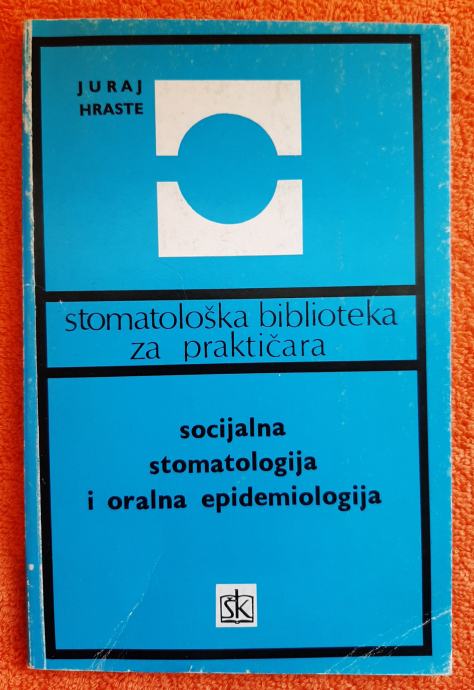 JURAJ
HRASTE
stomatološka biblioteka
za praktičara
socijalna
stomatologija
i oralna epidemiologija
ŠK